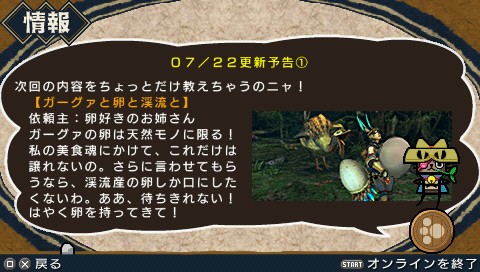 情報
07/22更新予告①
次回の内容をちょっとだけ教えちゃうのニャ!
【ガーグァと卵と渓流と】
依頼主:卵好きのお姉さん
ガーグァの卵は天然モノに限る!
私の美食魂にかけて、これだけは
譲れないの。さらに言わせてもら
うなら、渓流産の卵しか口にした
くないわ。ああ、待ちきれない!
はやく卵を持ってきて!
戻る
START オンラインを終了